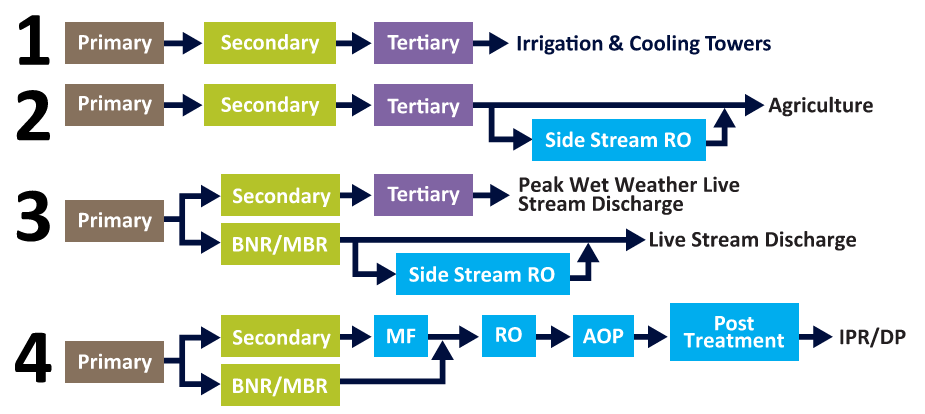 1 Primary Secondary Tertiary Irrigation & Cooling Towers
2 Primary Secondary Tertiary Agriculture
Side Stream RO
3 Primary Secondary Tertiary Peak Wet Weather Live
Stream Discharge
BNR/MBR Live Stream Discharge
Side Stream RO
4 Primary Secondary MF RO AOP Post
Treatment IPR/DP
BNR/MBR